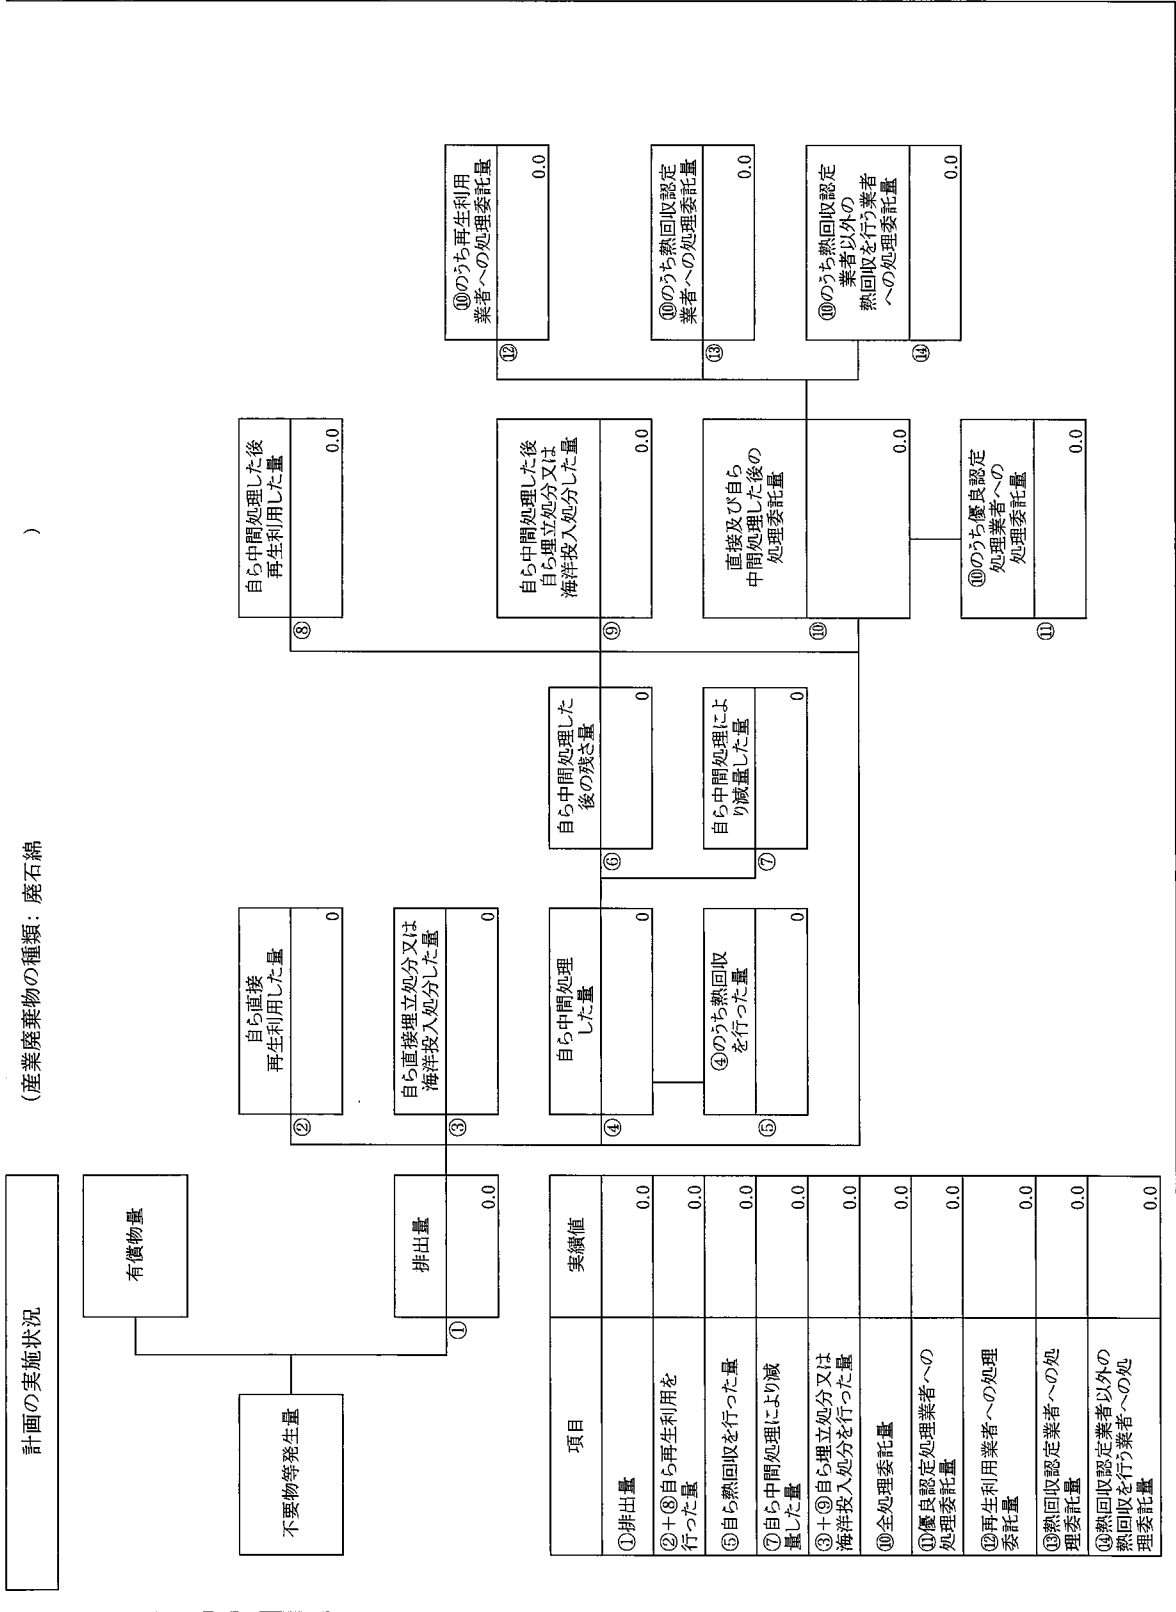 計画の実施状況
(産業廃棄物の種類: 廃石綿
)
不要物等発生量
有償物量
①
排出量
0.0
②
自ら直接
再生利用した量
0
③
自ら直接埋立処分又は
海洋投入処分した量
0
④
自ら中間処理
した量
0
⑤
④のうち熱回収
を行った量
0
⑥
自ら中間処理した
後の残さ量
0
⑦
自ら中間処理によ
り減量した量
0
⑧
自ら中間処理した後
再生利用した量
0.0
⑨
自ら中間処理した後
自ら埋立処分又は
海洋投入処分した量
0.0
⑩
直接及び自ら
中間処理した後の
処理委託量
0.0
⑪
⑩のうち優良認定
処理業者への
処理委託量
0.0
⑫
⑩のうち再生利用
業者への処理委託量
0.0
⑬
⑩のうち熱回収認定
業者への処理委託量
0.0
⑭
⑩のうち熱回収認定
業者以外の
熱回収を行う業者
への処理委託量
0.0
項目 実績値
①排出量 0.0
②+⑧自ら再生利用を
行った量 0.0
⑤自ら熱回収を行った量 0.0
⑦自ら中間処理により減
量した量 0.0
③+⑨自ら埋立処分又は
海洋投入処分を行った量 0.0
⑩全処理委託量 0.0
⑪優良認定処理業者への
処理委託量 0.0
⑫再生利用業者への処理
委託量 0.0
⑬熱回収認定業者への処
理委託量 0.0
⑭熱回収認定業者以外の
熱回収を行う業者への処
理委託量 0.0